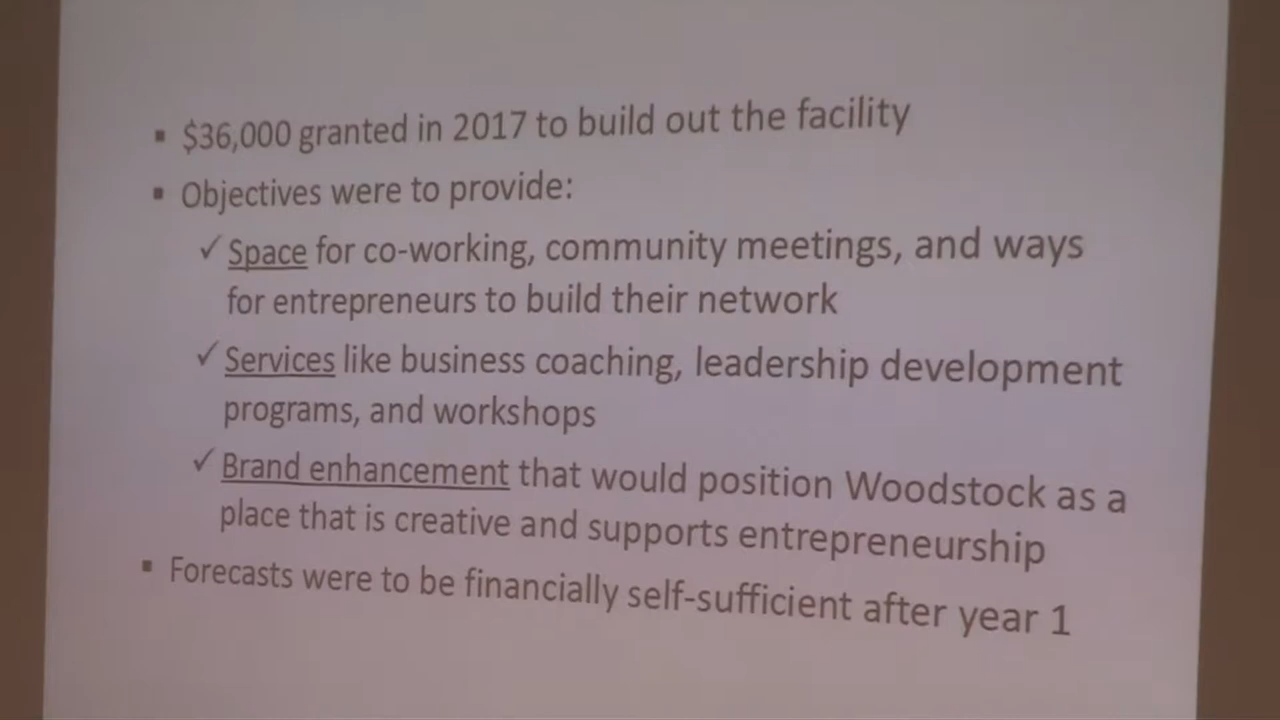 ▪ $36,000 granted in 2017 to build out the facility
▪ Objectives were to provide:
✓ Space for co-working, community meetings, and ways
for entrepreneurs to build their network
✓ Services like business coaching, leadership development
programs, and workshops
✓ Brand enhancement that would position Woodstock as a
place that is creative and supports entrepreneurship
▪ Forecasts were to be financially self-sufficient after year 1